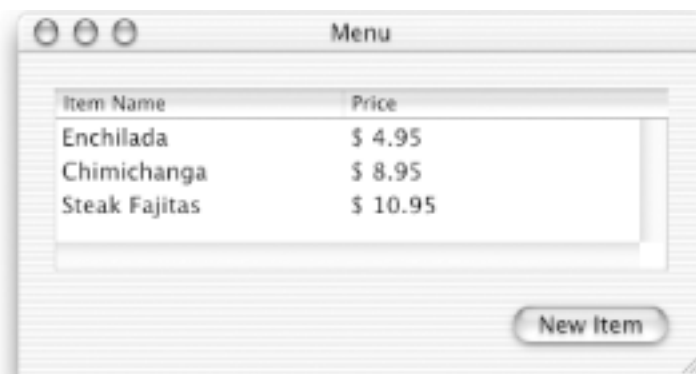 Menu
Item Name Price
Enchilada $ 4.95
Chimichanga $ 8.95
Steak Fajitas $ 10.95
New Item